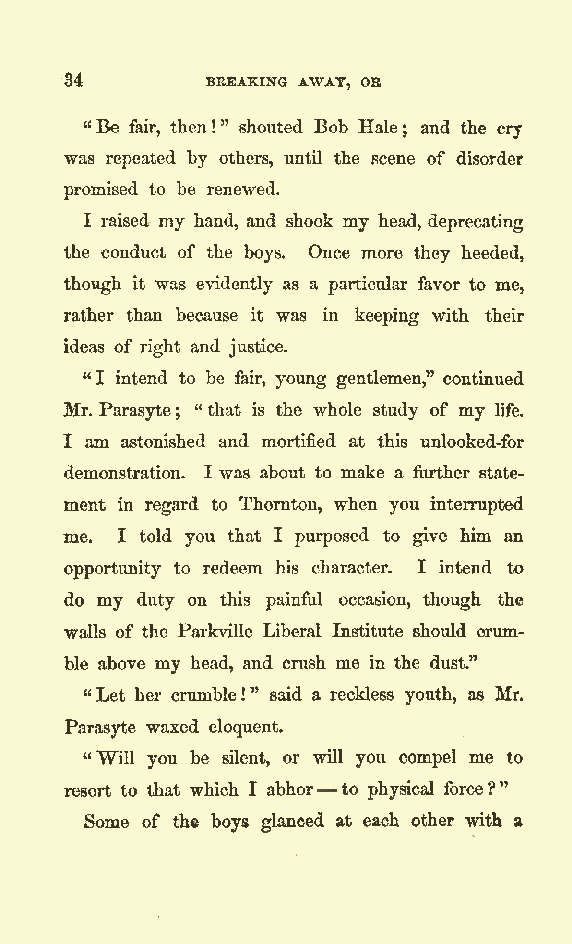 34 BREAKING AWAY, OR
“Be fair, then!” shouted Bob Hale; and the cry
was repeated by others, until the scene of disorder
promised to be renewed.
I raised my hand, and shook my head, deprecating
the conduct of the boys. Once more they heeded,
though it was evidently as a particular favor to me,
rather than because it was in keeping with their
ideas of right and justice.
“I intend to be fair, young gentlemen,” continued
Mr. Parasyte; “that is the whole study of my life.
I am astonished and mortified at this unlooked-for
demonstration. I was about to make a further state-
ment in regard to Thornton, when you interrupted
me. I told you that I purposed to give him an
opportunity to redeem his character. I intend to
do my duty on this painful occasion, though the
walls of the Parkville Liberal Institute should crum-
ble above my head, and crush me in the dust.”
“Let her crumble!” said a reckless youth, as Mr.
Parasyte waxed eloquent.
“Will you be silent, or will you compel me to
resort to that which I abhor — to physical force?”
Some of the boys glanced at each other with a